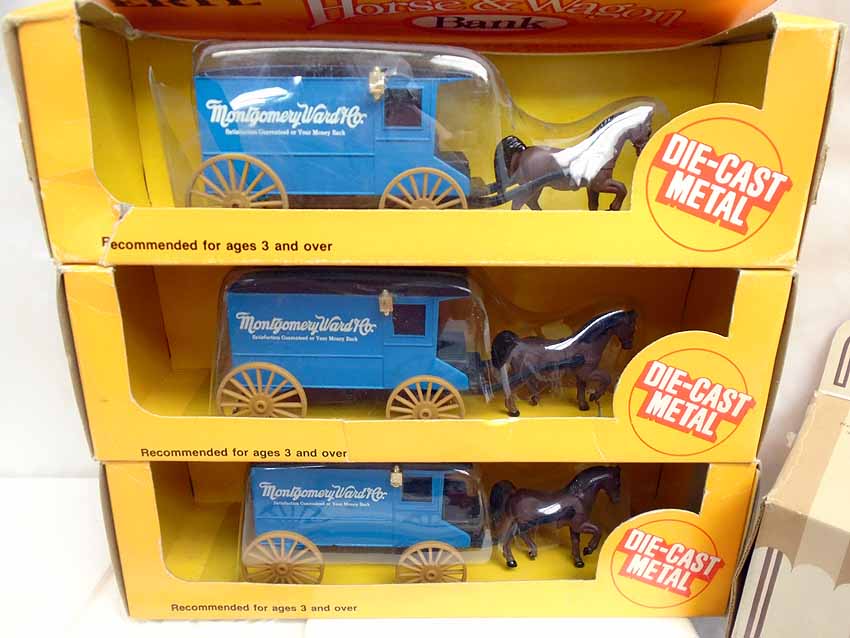 ERTL
Horse & Wagon
Bank
Montgomery Ward & Co.
Satisfaction Guaranteed or Your Money Back
DIE-CAST
METAL
Recommended for ages 3 and over
Montgomery Ward & Co.
Satisfaction Guaranteed or Your Money Back
DIE-CAST
METAL
Recommended for ages 3 and over
Montgomery Ward & Co.
Satisfaction Guaranteed or Your Money Back
DIE-CAST
METAL
Recommended for ages 3 and over